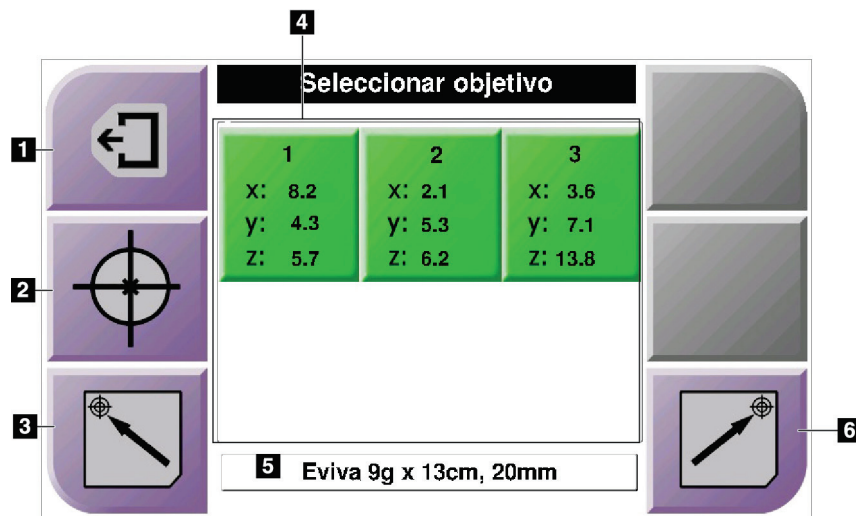 4
Seleccionar objetivo
1
1 2 3
x: 8.2 x: 2.1 x: 3.6
y: 4.3 y: 5.3 y: 7.1
z: 5.7 z: 6.2 z: 13.8
2
3
6
5 Eviva 9g x 13cm, 20mm